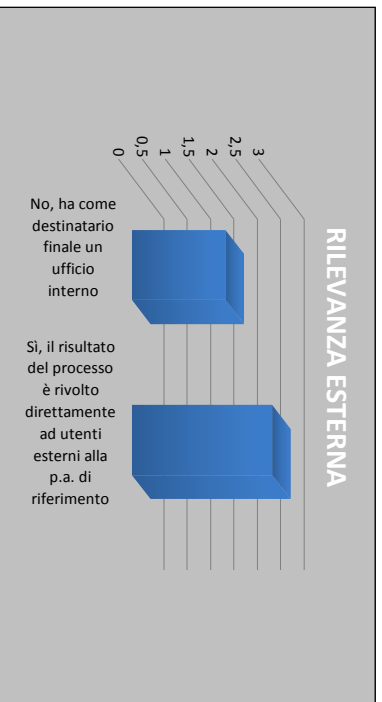 RILEVANZA ESTERNA
3
2,5
2
1,5
1
0,5
0
No, ha come
destinatario
finale un
ufficio
interno
Sì, il risultato
del processo
è rivolto
direttamente
ad utenti
esterni alla
p.a. di
riferimento